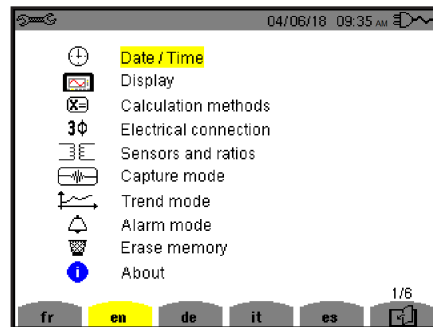 04/06/18 09:35 AM
Date / Time
Display
X= Calculation methods
3Φ Electrical connection
Sensors and ratios
Capture mode
Trend mode
Alarm mode
Erase memory
i About
1/6
fr en de it es